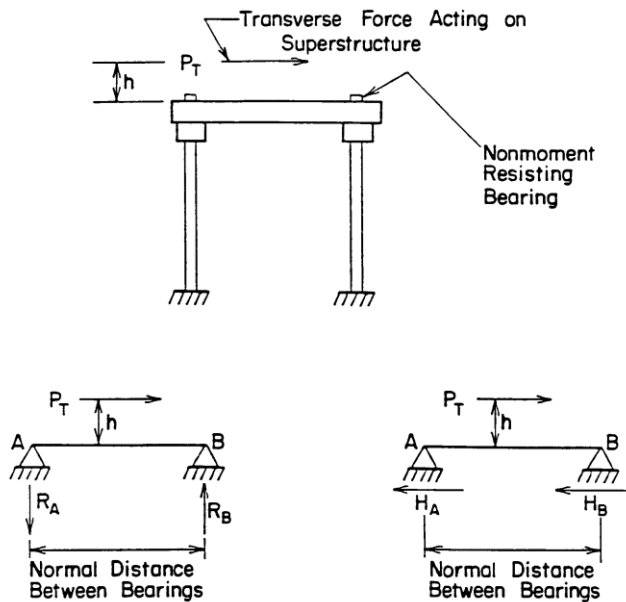 Transverse Force Acting on
Superstructure
P_T
h
Nonmoment
Resisting
Bearing
P_T
h
A
B
R_A
R_B
Normal Distance
Between Bearings
P_T
h
A
B
H_A
H_B
Normal Distance
Between Bearings